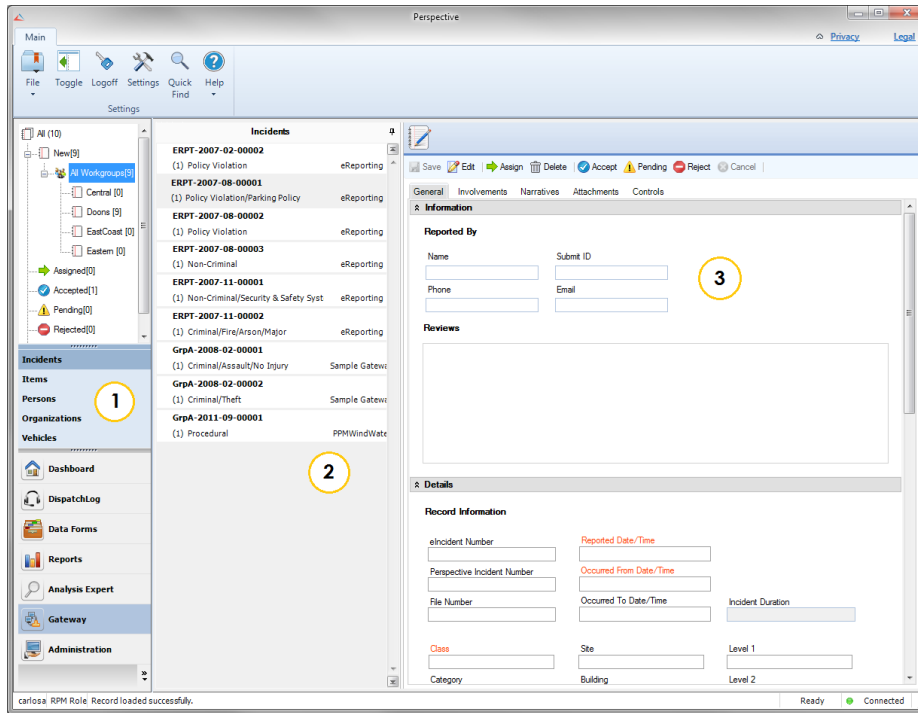 Perspective
Main
Privacy Legal
File Toggle Logoff Settings Quick Find Help
Settings
All (10)
New[9]
All Workgroups[9]
Central [0]
Doons [9]
EastCoast [0]
Eastern [0]
Assigned[0]
Accepted[1]
Pending[0]
Rejected[0]
Incidents
Items
Persons
Organizations
Vehicles
1
Dashboard
DispatchLog
Data Forms
Reports
Analysis Expert
Gateway
Administration
Incidents
ERPT-2007-02-00002
(1) Policy Violation eReporting
ERPT-2007-08-00001
(1) Policy Violation/Parking Policy eReporting
ERPT-2007-08-00002
(1) Policy Violation eReporting
ERPT-2007-08-00003
(1) Non-Criminal eReporting
ERPT-2007-11-00001
(1) Non-Criminal/Security & Safety Syst eReporting
ERPT-2007-11-00002
(1) Criminal/Fire/Arson/Major eReporting
GrpA-2008-02-00001
(1) Criminal/Assault/No Injury Sample Gatewa
GrpA-2008-02-00002
(1) Criminal/Theft Sample Gatewa
GrpA-2011-09-00001
(1) Procedural PPMWindWate
2
Save Edit Assign Delete Accept Pending Reject Cancel
General Involvements Narratives Attachments Controls
Information
Reported By
Name Submit ID
Phone Email
3
Reviews
Details
Record Information
eIncident Number Reported Date/Time
Perspective Incident Number Occurred From Date/Time
File Number Occurred To Date/Time Incident Duration
Class Site Level 1
Category Building Level 2
carlosa RPM Role Record loaded successfully. Ready Connected